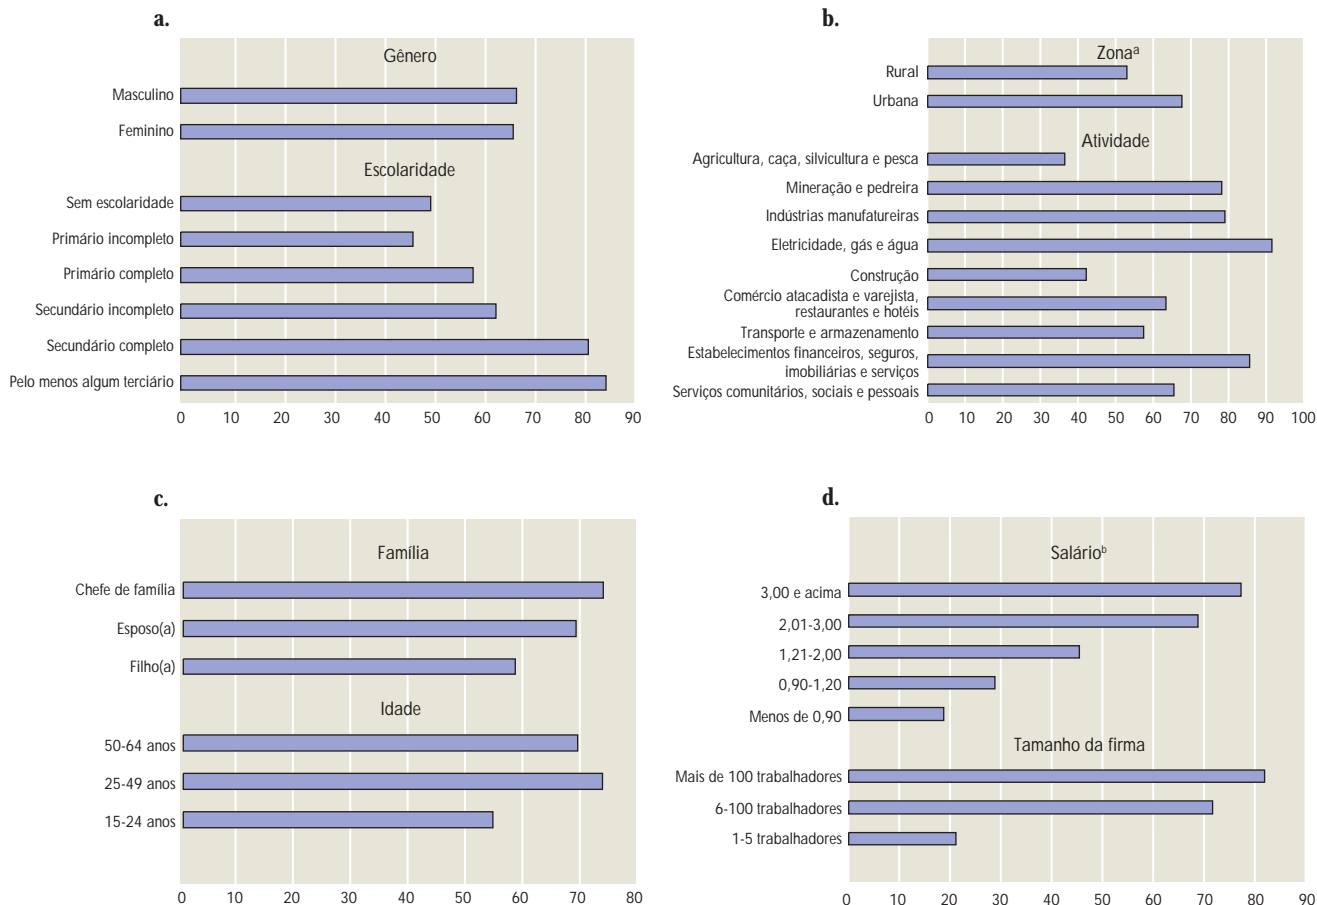 a.
Gênero
Masculino
Feminino
Escolaridade
Sem escolaridade
Primário incompleto
Primário completo
Secundário incompleto
Secundário completo
Pelo menos algum terciário
0 10 20 30 40 50 60 70 80 90
b.
Zonaª
Rural
Urbana
Atividade
Agricultura, caça, silvicultura e pesca
Mineração e pedreira
Indústrias manufatureiras
Eletricidade, gás e água
Construção
Comércio atacadista e varejista,
restaurantes e hotéis
Transporte e armazenamento
Estabelecimentos financeiros, seguros,
imobiliárias e serviços
Serviços comunitários, sociais e pessoais
0 10 20 30 40 50 60 70 80 90 100
c.
Família
Chefe de família
Esposo(a)
Filho(a)
Idade
50-64 anos
25-49 anos
15-24 anos
0 10 20 30 40 50 60 70 80
d.
Salárioᵇ
3,00 e acima
2,01-3,00
1,21-2,00
0,90-1,20
Menos de 0,90
Tamanho da firma
Mais de 100 trabalhadores
6-100 trabalhadores
1-5 trabalhadores
0 10 20 30 40 50 60 70 80 90